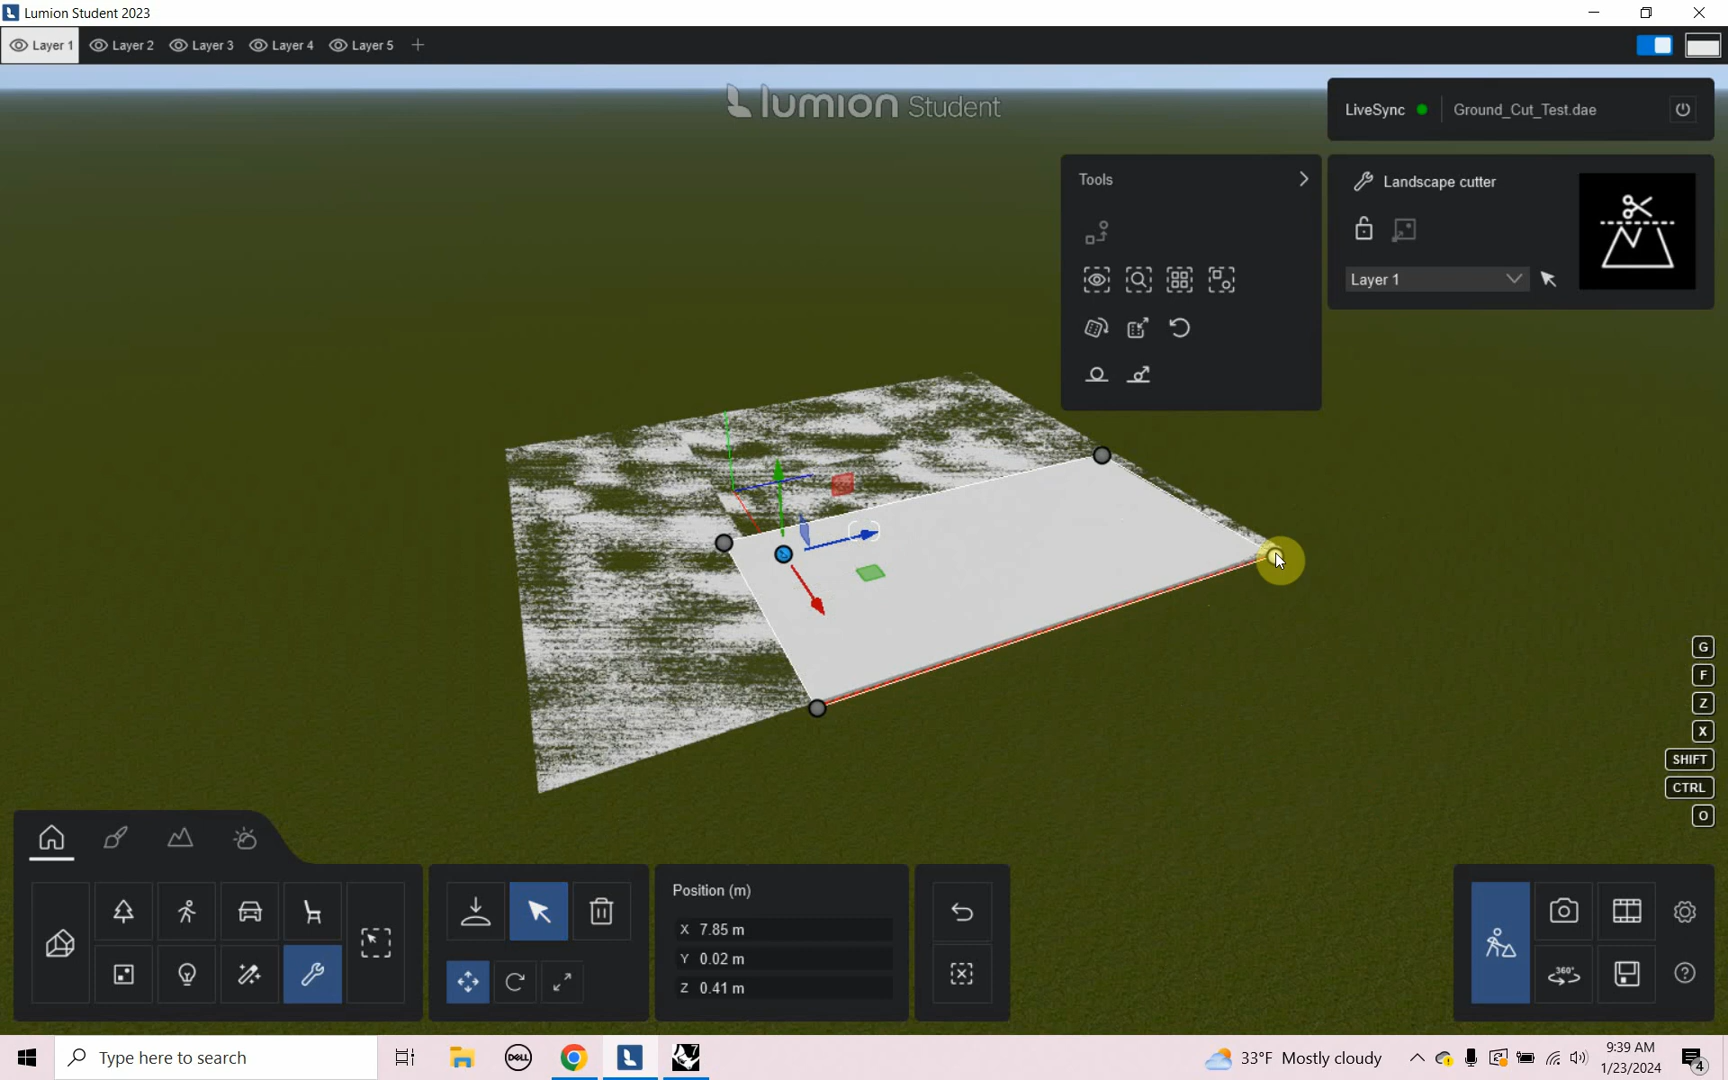 Lumion Student 2023
Layer 1
Layer 2
Layer 3
Layer 4
Layer 5
lumion Student
LiveSync
Ground_Cut_Test.dae
Tools
Landscape cutter
Layer 1
G
F
Z
X
SHIFT
CTRL
O
Position (m)
X 7.85 m
Y 0.02 m
Z 0.41 m
360°
Type here to search
DELL
33°F Mostly cloudy
9:39 AM
1/23/2024
4